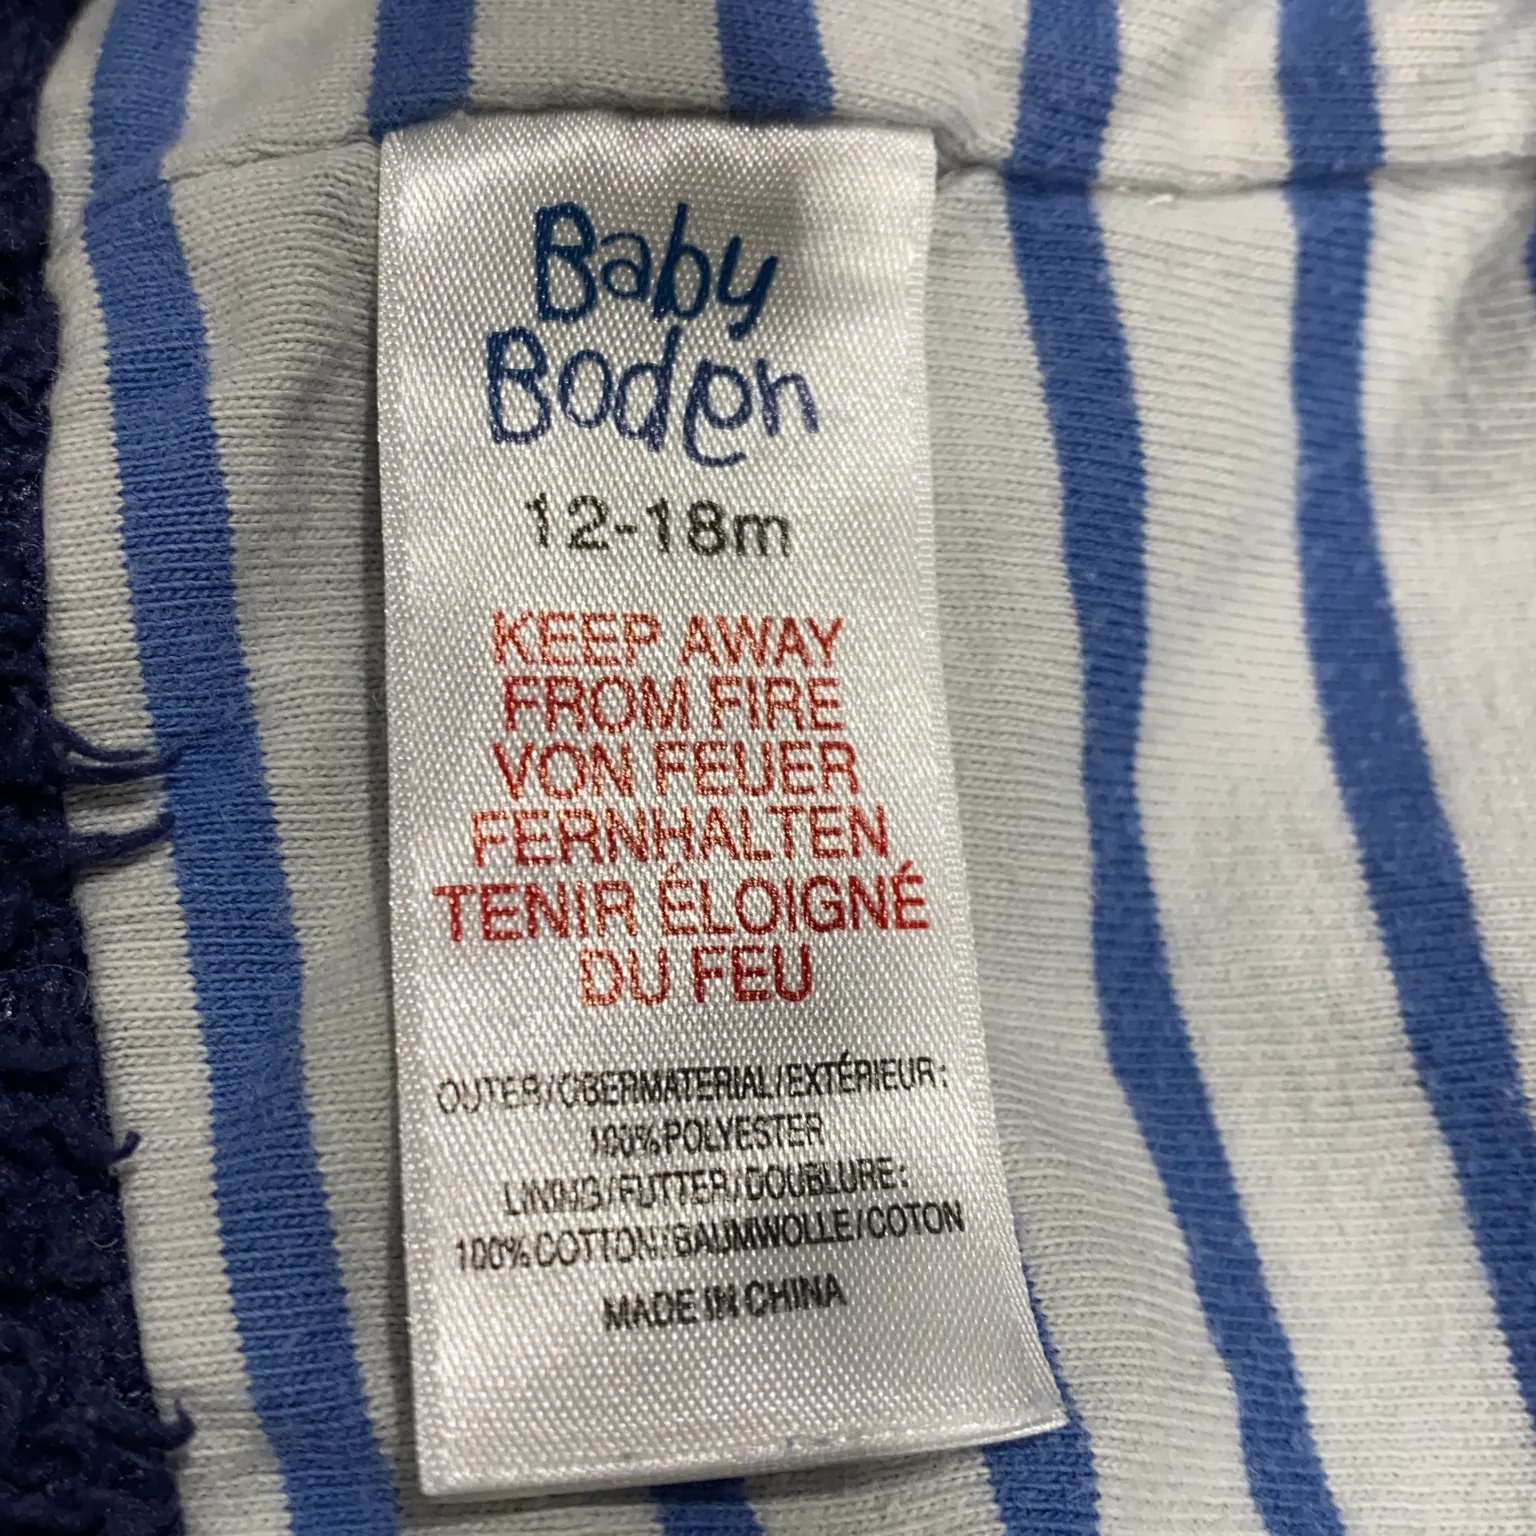 Baby
Boden
12-18m
KEEP AWAY
FROM FIRE
VON FEUER
FERNHALTEN
TENIR ÉLOIGNÉ
DU FEU
OUTER/OBERMATERIAL/EXTÉRIEUR:
100%POLYESTER
LINING/FUTTER/DOUBLURE:
100%COTTON/BAUMWOLLE/COTON
MADE IN CHINA